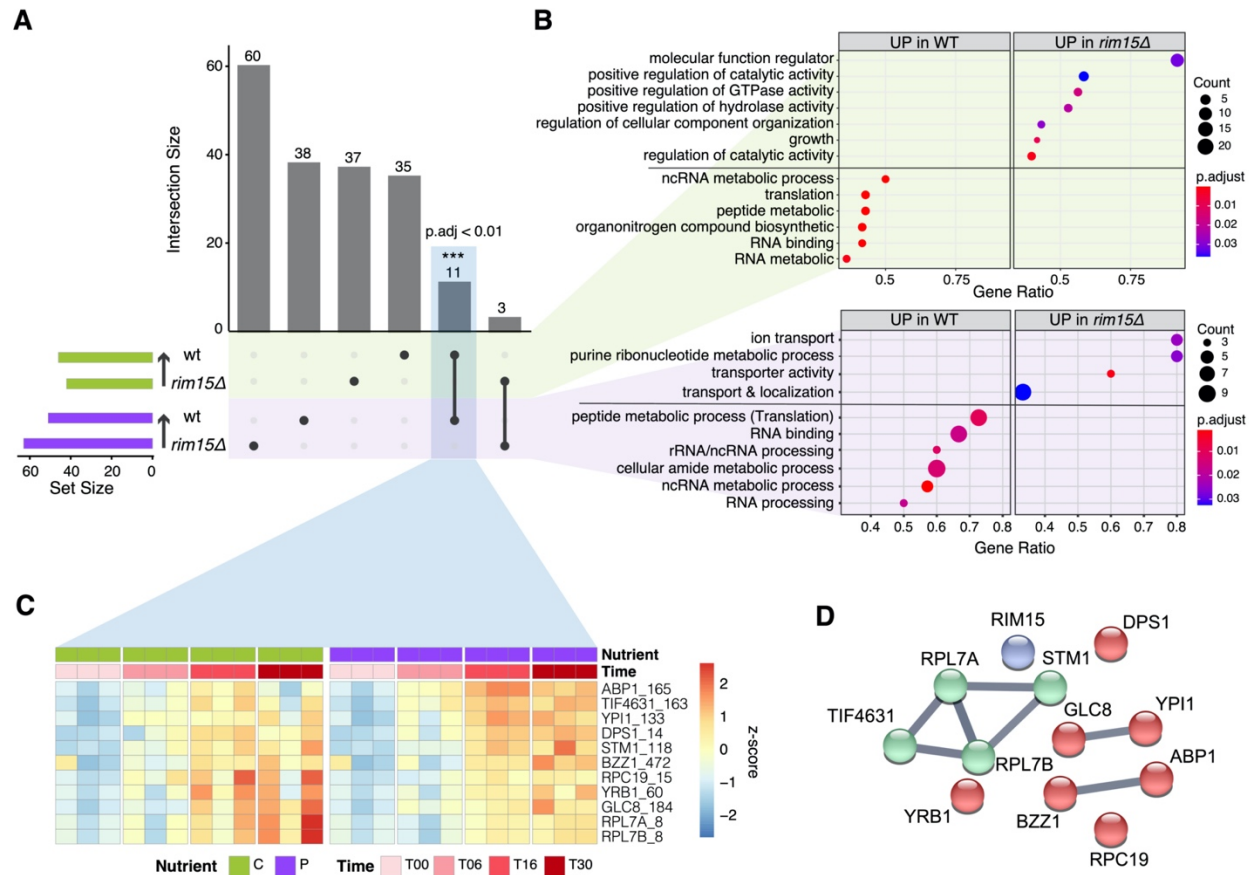 A
60
38
37
35
p.adj < 0.01
***
11
3
60
40
20
0
Intersection Size
wt
rim15Δ
wt
rim15Δ
60 40 20 0
Set Size
B
UP in WT UP in rim15Δ
molecular function regulator
positive regulation of catalytic activity
positive regulation of GTPase activity
positive regulation of hydrolase activity
regulation of cellular component organization
growth
regulation of catalytic activity
ncRNA metabolic process
translation
peptide metabolic
organonitrogen compound biosynthetic
RNA binding
RNA metabolic
0.5 0.75 0.5 0.75
Gene Ratio
Count
5
10
15
20
p.adjust
0.01
0.02
0.03
UP in WT UP in rim15Δ
ion transport
purine ribonucleotide metabolic process
transporter activity
transport & localization
peptide metabolic process (Translation)
RNA binding
rRNA/ncRNA processing
cellular amide metabolic process
ncRNA metabolic process
RNA processing
0.4 0.5 0.6 0.7 0.8 0.4 0.5 0.6 0.7 0.8
Gene Ratio
Count
3
5
7
9
p.adjust
0.01
0.02
0.03
C
Nutrient
Time
ABP1_165
TIF4631_163
YPI1_133
DPS1_14
STM1_118
BZZ1_472
RPC19_15
YRB1_60
GLC8_184
RPL7A_8
RPL7B_8
2
1
0
−1
−2
z-score
Nutrient C P Time T00 T06 T16 T30
D
RIM15
DPS1
RPL7A
STM1
TIF4631
GLC8
YPI1
RPL7B
ABP1
YRB1
BZZ1
RPC19